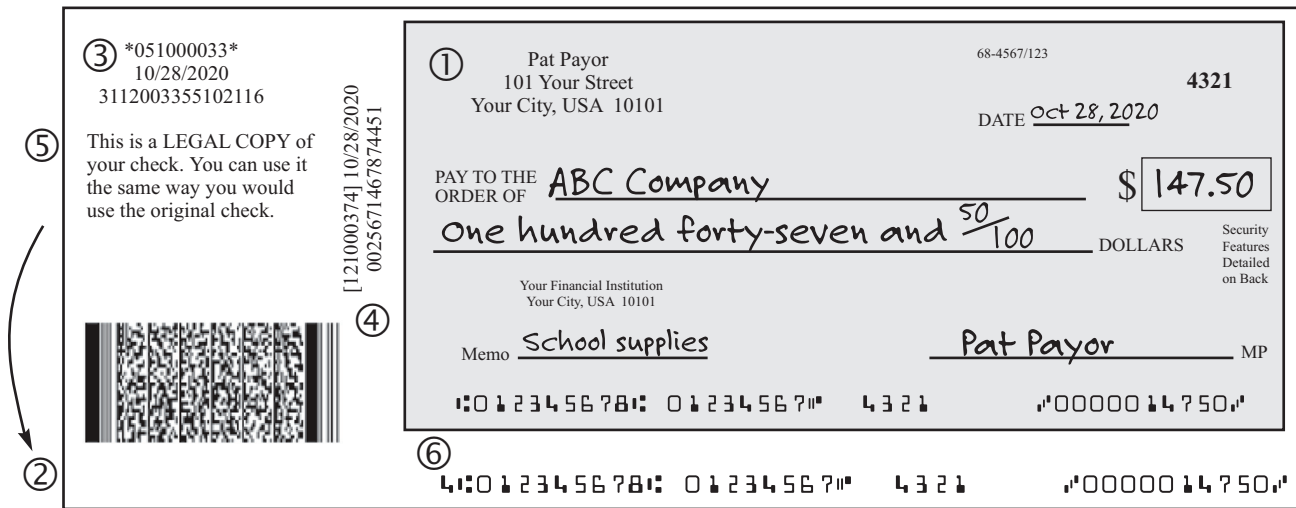 ③ *051000033*
10/28/2020
3112003355102116
⑤ This is a LEGAL COPY of
your check. You can use it
the same way you would
use the original check.
②
[121000374] 10/28/2020
00256714678744​51
④
① Pat Payor
101 Your Street
Your City, USA 10101
68-4567/123
4321
DATE Oct 28, 2020
PAY TO THE
ORDER OF ABC Company $ 147.50
One hundred forty-seven and 50/100 DOLLARS
Security
Features
Detailed
on Back
Your Financial Institution
Your City, USA 10101
Memo School supplies Pat Payor MP
⑆012345678⑆ 01234567⑈ 4321 ⑇0000014750⑇
⑥
4⑆012345678⑆ 01234567⑈ 4321 ⑇0000014750⑇